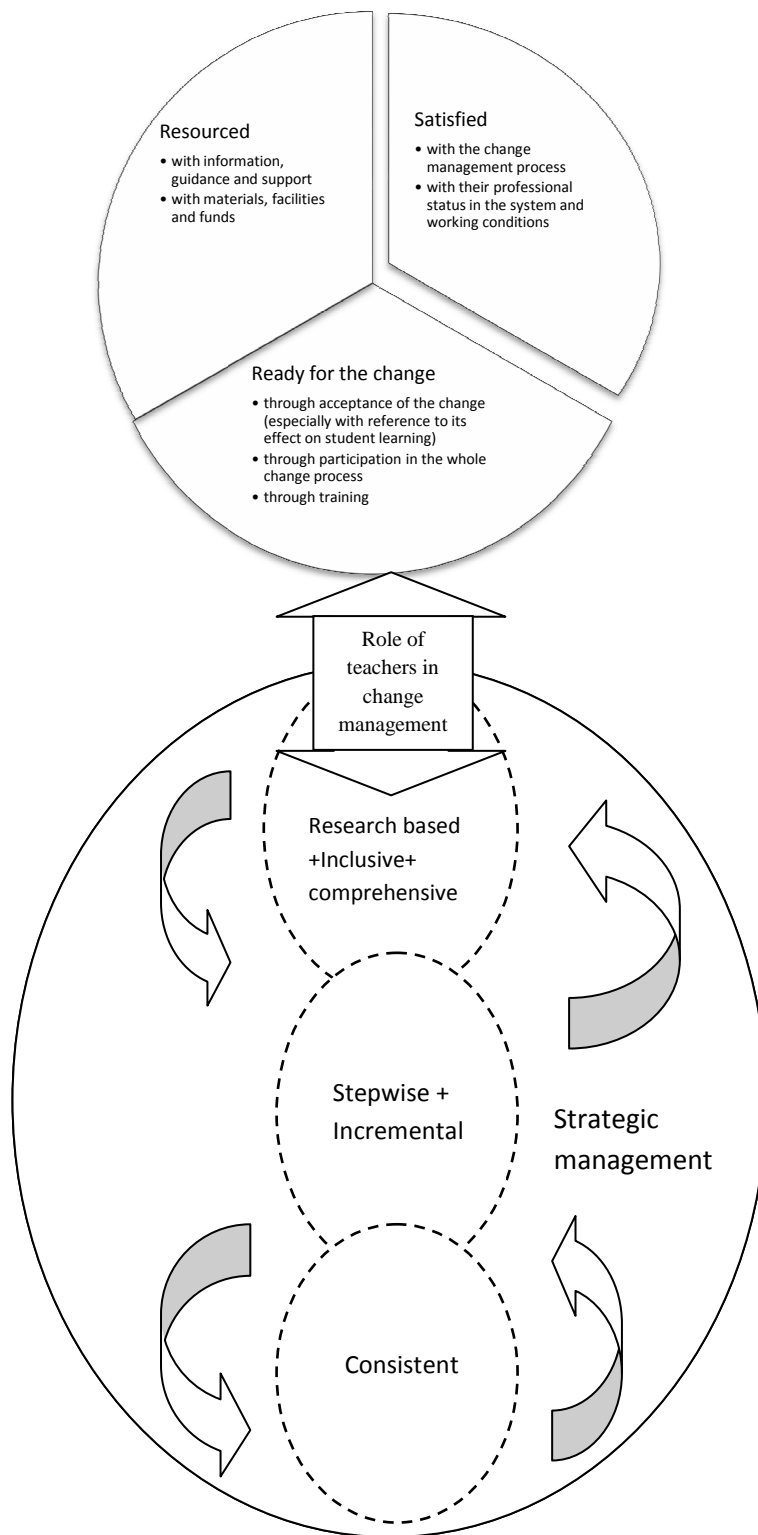 Resourced
• with information,
guidance and support
• with materials, facilities
and funds
Satisfied
• with the change
management process
• with their professional
status in the system and
working conditions
Ready for the change
• through acceptance of the change
(especially with reference to its
effect on student learning)
• through participation in the whole
change process
• through training
Role of
teachers in
change
management
Research based
+Inclusive+
comprehensive
Stepwise +
Incremental
Strategic
management
Consistent